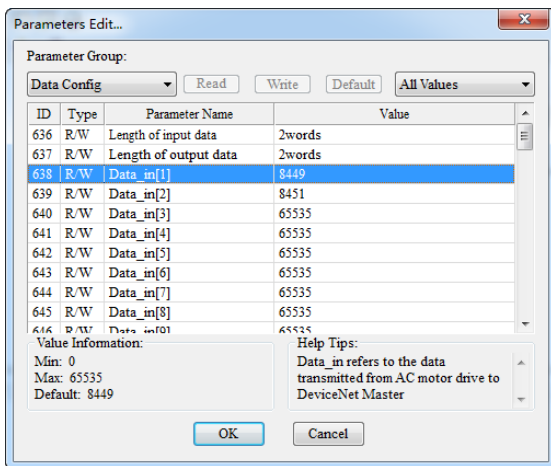 Parameters Edit...
Parameter Group:
Data Config Read Write Default All Values
ID Type Parameter Name Value
636 R/W Length of input data 2words
637 R/W Length of output data 2words
638 R/W Data_in[1] 8449
639 R/W Data_in[2] 8451
640 R/W Data_in[3] 65535
641 R/W Data_in[4] 65535
642 R/W Data_in[5] 65535
643 R/W Data_in[6] 65535
644 R/W Data_in[7] 65535
645 R/W Data_in[8] 65535
646 R/W Data_in[9] 65535
Value Information:
Min: 0
Max: 65535
Default: 8449
Help Tips:
Data_in refers to the data
transmitted from AC motor drive to
DeviceNet Master
OK Cancel